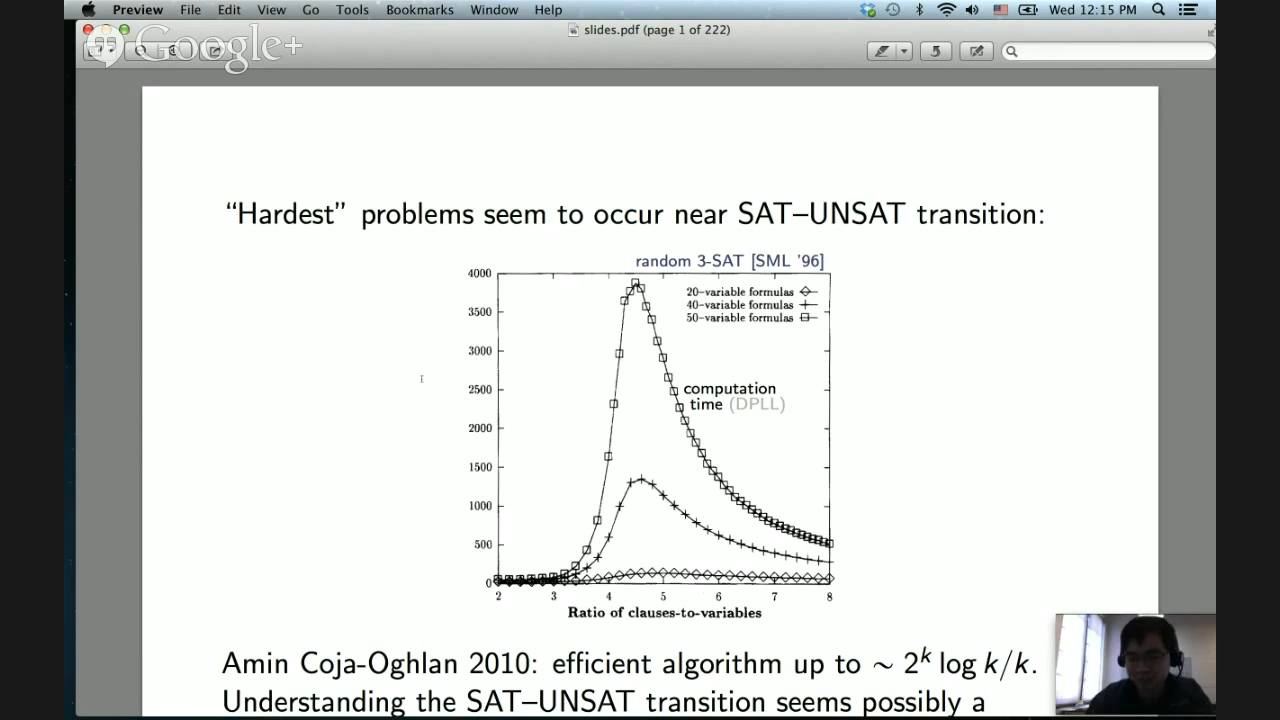 Preview File Edit View Go Tools Bookmarks Window Help Wed 12:15 PM
Google+
slides.pdf (page 1 of 222)
“Hardest” problems seem to occur near SAT–UNSAT transition:
random 3-SAT [SML '96]
4000
3500
3000
2500
2000
1500
1000
500
0
20–variable formulas
40–variable formulas
50–variable formulas
computation
time (DPLL)
2 3 4 5 6 7 8
Ratio of clauses-to-variables
Amin Coja-Oghlan 2010: efficient algorithm up to ∼ 2^k log k/k.
Understanding the SAT–UNSAT transition seems possibly a